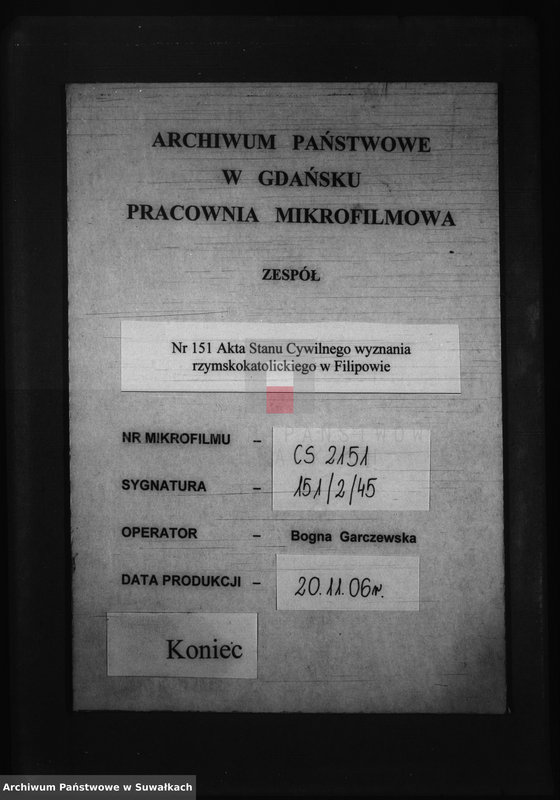 ARCHIWUM PAŃSTWOWE
W GDAŃSKU
PRACOWNIA MIKROFILMOWA
ZESPÓŁ
Nr 151 Akta Stanu Cywilnego wyznania
rzymskokatolickiego w Filipowie
NR MIKROFILMU – CS 2151
SYGNATURA – 151/2/45
OPERATOR – Bogna Garczewska
DATA PRODUKCJI – 20.11.06r.
Koniec
Archiwum Państwowe w Suwałkach